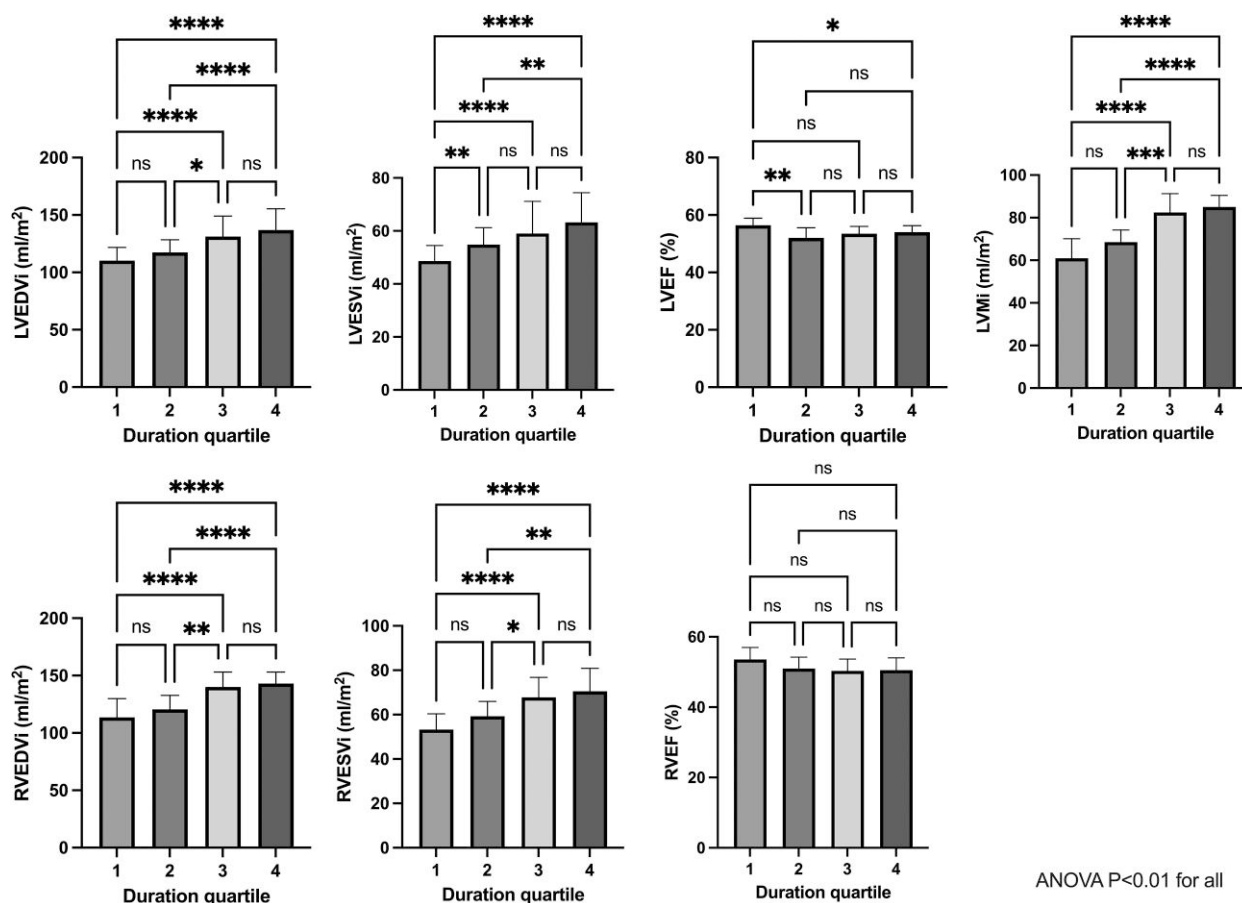 ****
****
****
ns * ns
200
150
100
50
0
LVEDVi (ml/m²)
1 2 3 4
Duration quartile
****
**
****
** ns ns
80
60
40
20
0
LVESVi (ml/m²)
1 2 3 4
Duration quartile
*
ns
ns
** ns ns
80
60
40
20
0
LVEF (%)
1 2 3 4
Duration quartile
****
****
****
ns *** ns
100
80
60
40
20
0
LVMi (ml/m²)
1 2 3 4
Duration quartile
****
****
****
ns ** ns
200
150
100
50
0
RVEDVi (ml/m²)
1 2 3 4
Duration quartile
****
**
****
ns * ns
100
80
60
40
20
0
RVESVi (ml/m²)
1 2 3 4
Duration quartile
ns
ns
ns
ns ns ns
60
40
20
0
RVEF (%)
1 2 3 4
Duration quartile
ANOVA P<0.01 for all